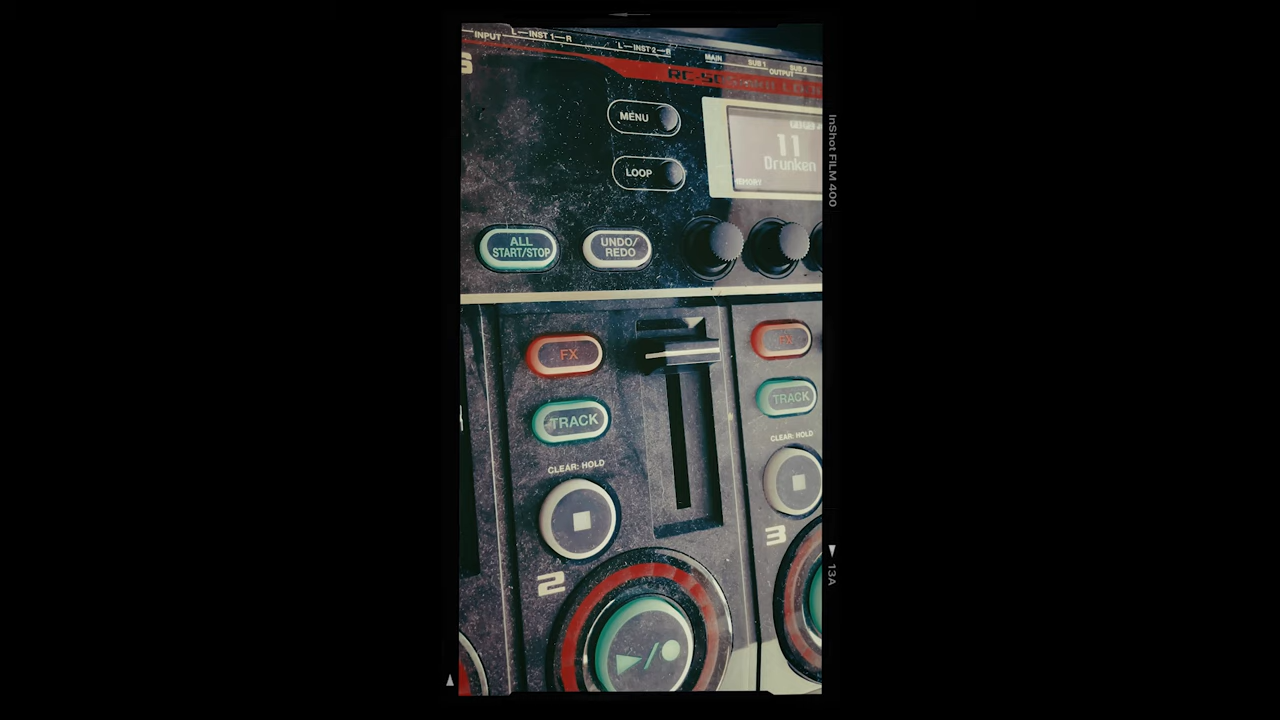 INPUT
L—INST 1—R
L—INST 2—R
MAIN
SUB 1
SUB 2
OUTPUT
S
MENU
LOOP
11
Drunken
MEMORY
ALL
START/STOP
UNDO/
REDO
FX
TRACK
CLEAR: HOLD
2
FX
TRACK
CLEAR: HOLD
3
InShot FILM 400
13A